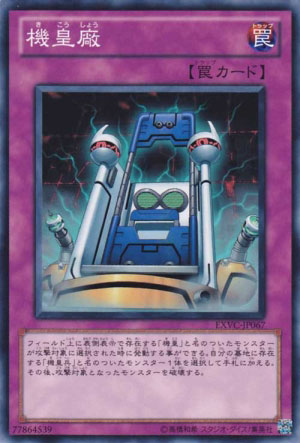 きこうしょう
機皇廠
トラップ
罠
【罠カード】
トラップ
EXVC-JP067
フィールド上に表側表示で存在する「機皇」と名のついたモンスター
が攻撃対象に選択された時に発動する事ができる。自分の墓地に存在
する「機皇兵」と名のついたモンスター1体を選択して手札に加える。
その後、攻撃対象となったモンスターを破壊する。
77864539
©高橋和希 スタジオ・ダイス/集英社